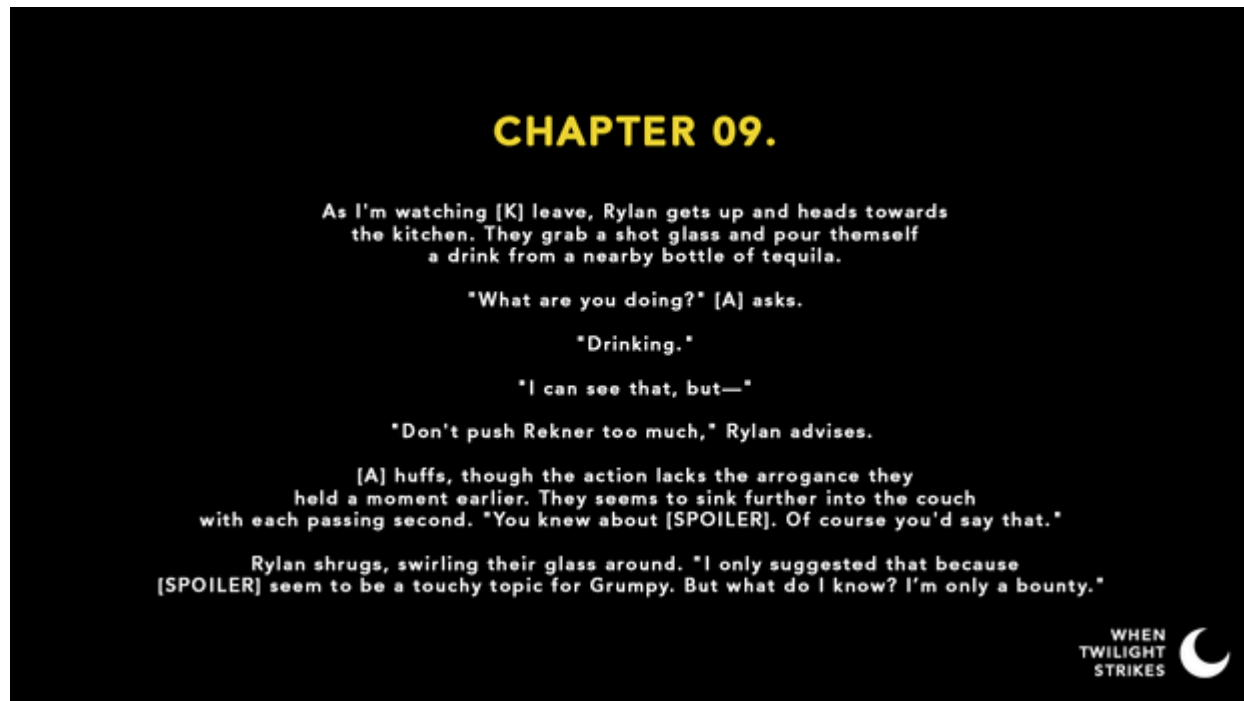 CHAPTER 09.
As I'm watching [K] leave, Rylan gets up and heads towards
the kitchen. They grab a shot glass and pour themself
a drink from a nearby bottle of tequila.
"What are you doing?" [A] asks.
"Drinking."
"I can see that, but—"
"Don't push Rekner too much," Rylan advises.
[A] huffs, though the action lacks the arrogance they
held a moment earlier. They seems to sink further into the couch
with each passing second. "You knew about [SPOILER]. Of course you'd say that."
Rylan shrugs, swirling their glass around. "I only suggested that because
[SPOILER] seem to be a touchy topic for Grumpy. But what do I know? I’m only a bounty."
WHEN
TWILIGHT
STRIKES